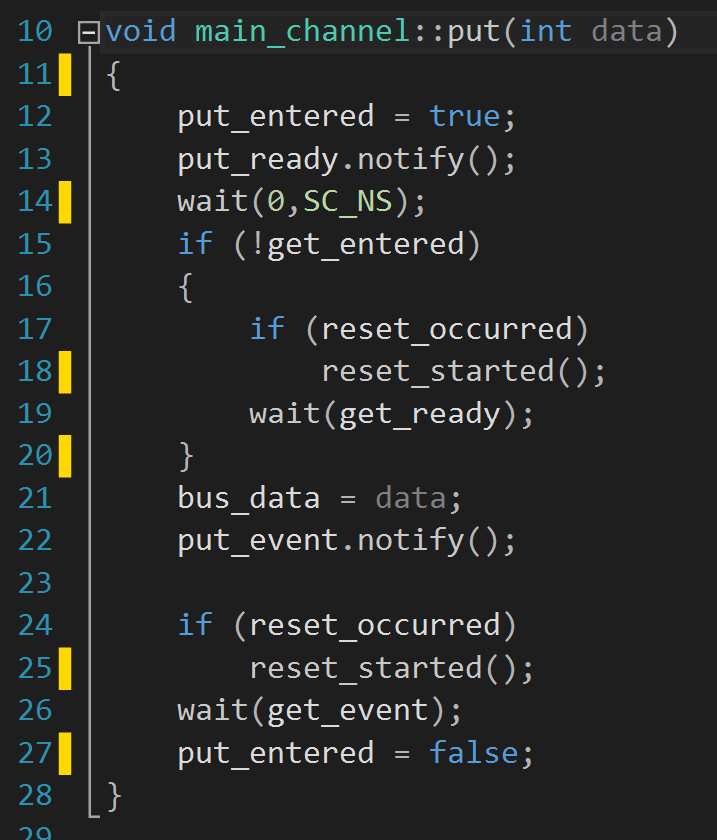 10 void main_channel::put(int data)
11 {
12 put_entered = true;
13 put_ready.notify();
14 wait(0,SC_NS);
15 if (!get_entered)
16 {
17 if (reset_occurred)
18 reset_started();
19 wait(get_ready);
20 }
21 bus_data = data;
22 put_event.notify();
23
24 if (reset_occurred)
25 reset_started();
26 wait(get_event);
27 put_entered = false;
28 }
29